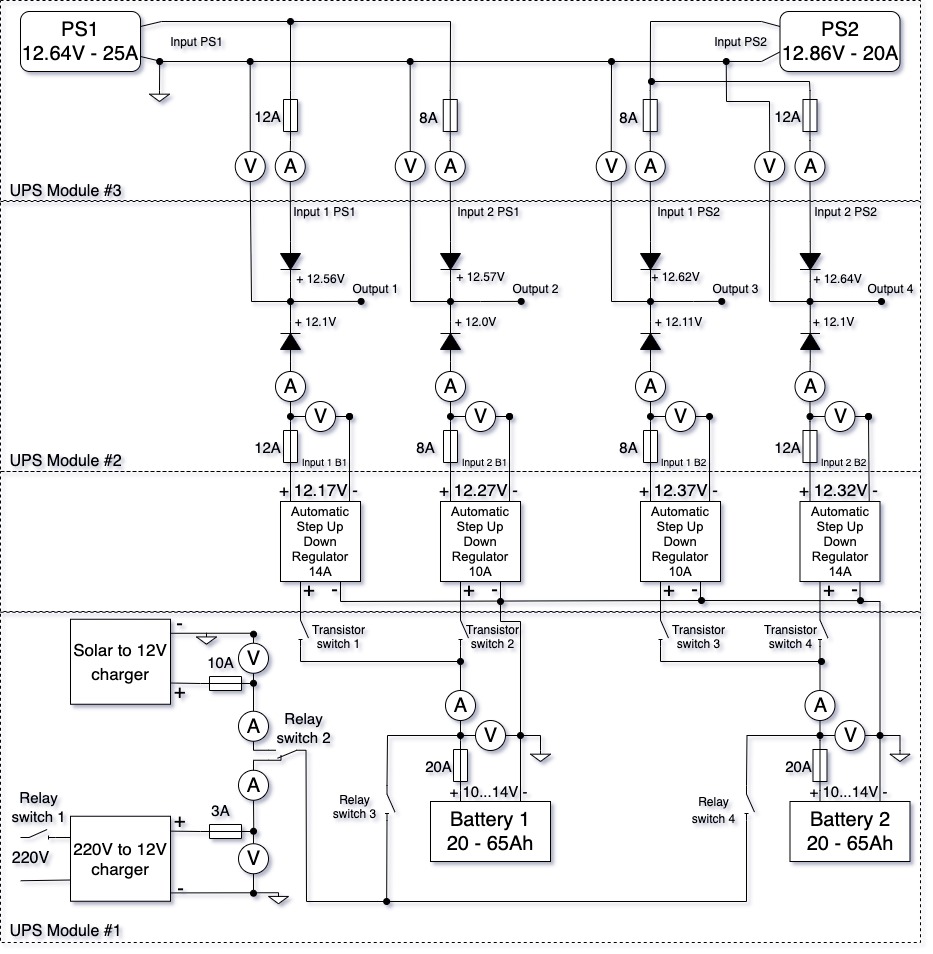 PS1
12.64V - 25A
Input PS1
Input PS2
PS2
12.86V - 20A
12A
8A
8A
12A
V
A
V
A
V
A
V
A
UPS Module #3
Input 1 PS1
Input 2 PS1
Input 1 PS2
Input 2 PS2
+ 12.56V
+ 12.57V
+ 12.62V
+ 12.64V
Output 1
Output 2
Output 3
Output 4
+ 12.1V
+ 12.0V
+ 12.11V
+ 12.1V
A
A
A
A
V
V
V
V
12A
8A
8A
12A
UPS Module #2
Input 1 B1
Input 2 B1
Input 1 B2
Input 2 B2
+ 12.17V -
+ 12.27V -
+ 12.37V -
+ 12.32V -
Automatic
Step Up
Down
Regulator
14A
Automatic
Step Up
Down
Regulator
10A
Automatic
Step Up
Down
Regulator
10A
Automatic
Step Up
Down
Regulator
14A
+ -
+ -
+ -
+ -
Transistor
switch 1
Transistor
switch 2
Transistor
switch 3
Transistor
switch 4
Solar to 12V
charger
-
+
10A
V
A
Relay
switch 2
A
A
V
V
20A
20A
A
Relay
switch 1
220V
220V to 12V
charger
+
-
3A
V
Relay
switch 3
Relay
switch 4
+ 10...14V -
+ 10...14V -
Battery 1
20 - 65Ah
Battery 2
20 - 65Ah
UPS Module #1